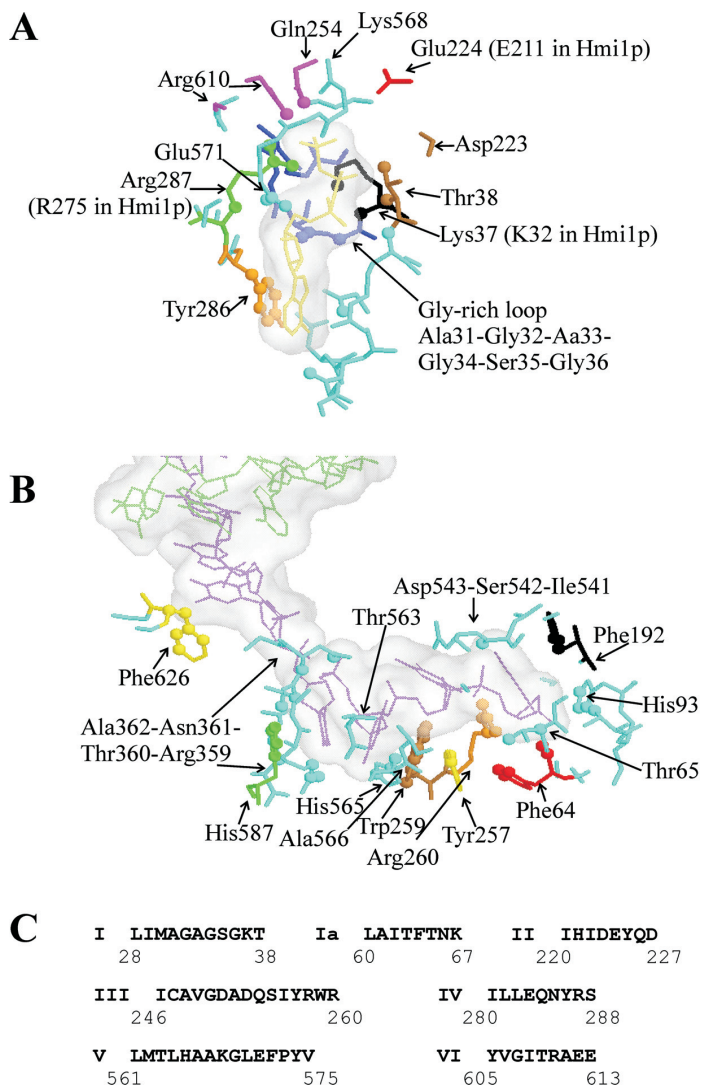 A
Gln254
Lys568
Glu224 (E211 in Hmi1p)
Arg610
Asp223
Glu571
Arg287
(R275 in Hmi1p)
Thr38
Lys37 (K32 in Hmi1p)
Tyr286
Gly-rich loop
Ala31-Gly32-Aa33-
Gly34-Ser35-Gly36
B
Asp543-Ser542-Ile541
Thr563
Phe192
Phe626
His93
Ala362-Asn361-
Thr360-Arg359
Thr65
His565
Phe64
His587
Ala566
Trp259
Tyr257
Arg260
C
I LIMAGAGSGKT Ia LAITFTNK II IHIDEYQD
28 38 60 67 220 227
III ICAVGDADQSIYRWR IV ILLEQNYRS
246 260 280 288
V LMTLHAAKGLEFPYV VI YVGITRAEE
561 575 605 613